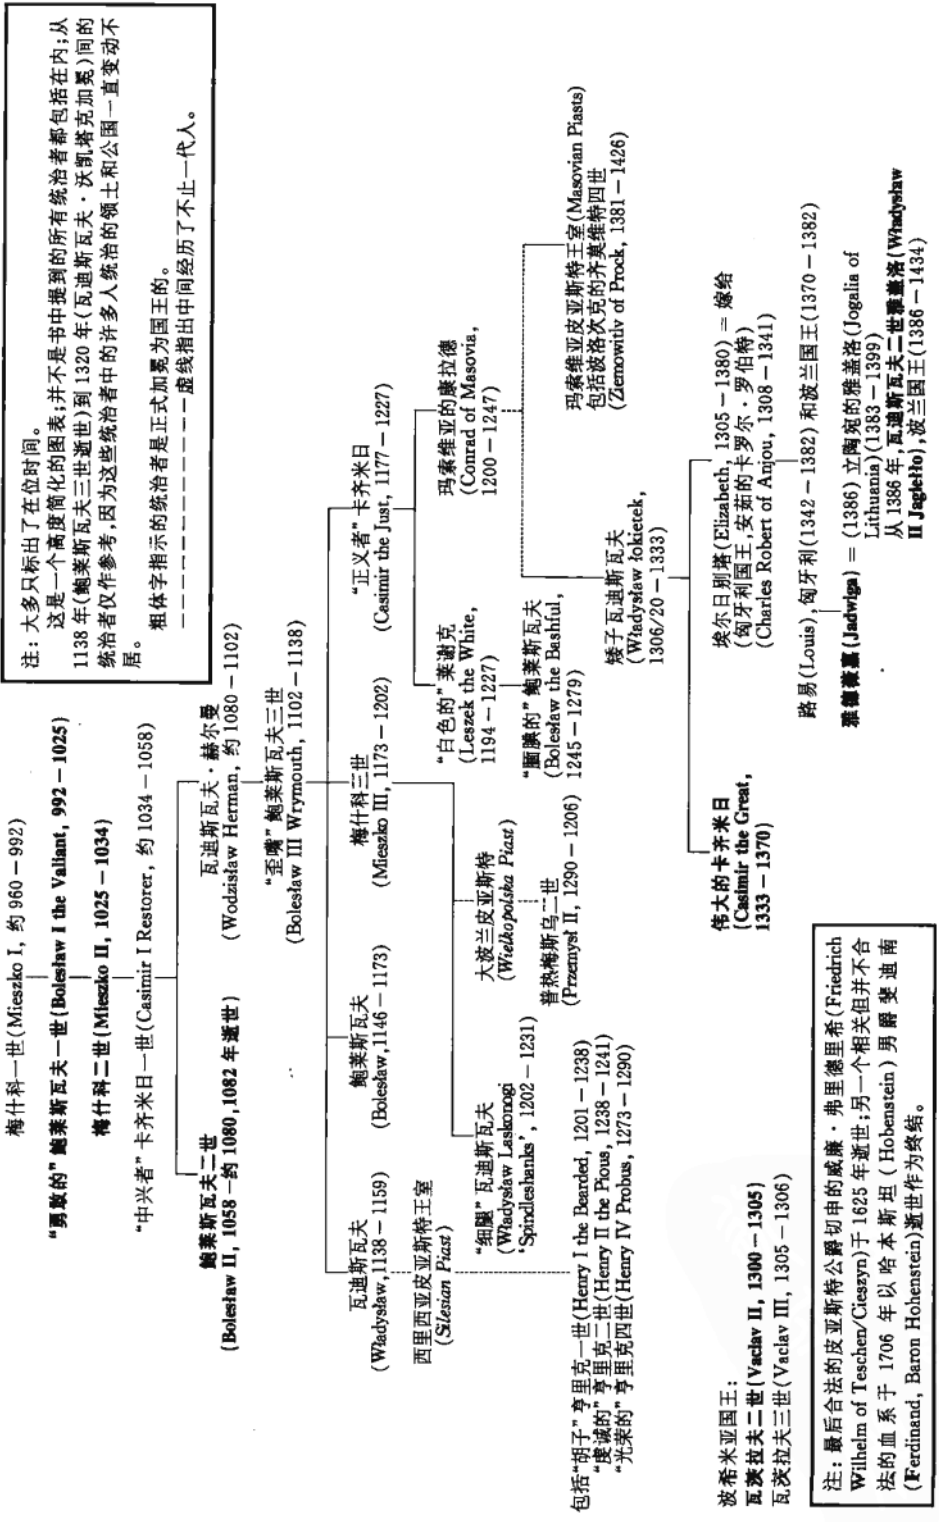 注：大多只标出了在位时间。
这是一个高度简化的图表；并不是书中提到的所有统治者都包括在内；从
1138年(鲍莱斯瓦夫三世逝世)到1320年(瓦迪斯瓦夫·沃凯塔克加冕)间的
统治者仅作参考，因为这些统治者中的许多人统治的领土和公国一直变动不
居。
粗体字指示的统治者是正式加冕为国王的。
----------虚线指出中间经历了不止一代人。
梅什科一世(Mieszko I, 约960-992)
“勇敢的”鲍莱斯瓦夫一世(Bolesław I the Valiant, 992-1025)
梅什科二世(Mieszko II, 1025-1034)
“中兴者”卡齐米日一世(Casimir I Restorer, 约1034-1058)
鲍莱斯瓦夫二世
(Bolesław II, 1058-约1080,1082年逝世)
瓦迪斯瓦夫·赫尔曼
(Wodzisław Herman, 约1080-1102)
“歪嘴”鲍莱斯瓦夫三世
(Bolesław III Wrymouth, 1102-1138)
瓦迪斯瓦夫
(Władysław,1138-1159)
鲍莱斯瓦夫
(Bolesław,1146-1173)
梅什科三世
(Mieszko III, 1173-1202)
“正义者”卡齐米日
(Casimir the Just, 1177-1227)
西里西亚皮亚斯特王室
(Silesian Piast)
“细腿”瓦迪斯瓦夫
(Władysław Laskonogi
‘Spindleshanks’, 1202-1231)
大波兰皮亚斯特
(Wielkopolska Piast)
普热梅斯乌二世
(Przemysł II, 1290-1206)
“白色的”莱谢克
(Leszek the White,
1194-1227)
“腼腆的”鲍莱斯瓦夫
(Bolesław the Bashful,
1245-1279)
玛索维亚的康拉德
(Conrad of Masovia,
1200-1247)
包括“胡子”亨里克一世(Henry I the Bearded, 1201-1238)
“虔诚的”亨里克二世(Henry II the Pious, 1238-1241)
“光荣的”亨里克四世(Henry IV Probus, 1273-1290)
矮子瓦迪斯瓦夫
(Władysław łokietek,
1306/20-1333)
玛索维亚皮亚斯特王室(Masovian Piasts)
包括波洛次克的齐莫维特四世
(Ziemowitiv of Prock, 1381-1426)
伟大的卡齐米日
(Casimir the Great,
1333-1370)
埃尔日别塔(Elizabeth, 1305-1380) = 嫁给
(匈牙利国王,安茹的卡罗尔·罗伯特)
(Charles Robert of Anjou, 1308-1341)
路易(Louis), 匈牙利(1342-1382)和波兰国王(1370-1382)
雅德薇嘉(Jadwiga) = (1386)立陶宛的雅盖洛(Jogalia of
Lithuania)(1383-1399)
从1386年,瓦迪斯瓦夫二世雅盖洛(Władysław
II Jagiełło),波兰国王(1386-1434)
波希米亚国王：
瓦茨拉夫二世(Vaclav II, 1300-1305)
瓦茨拉夫三世(Vaclav III, 1305-1306)
注：最后合法的皮亚斯特公爵切申的威廉·弗里德里希(Friedrich
Wilhelm of Teschen/Cieszyn)于1625年逝世；另一个相关但并不合
法的血系于1706年以哈本斯坦(Hobenstein)男爵斐迪南
(Ferdinand, Baron Hohenstein)逝世作为终结。